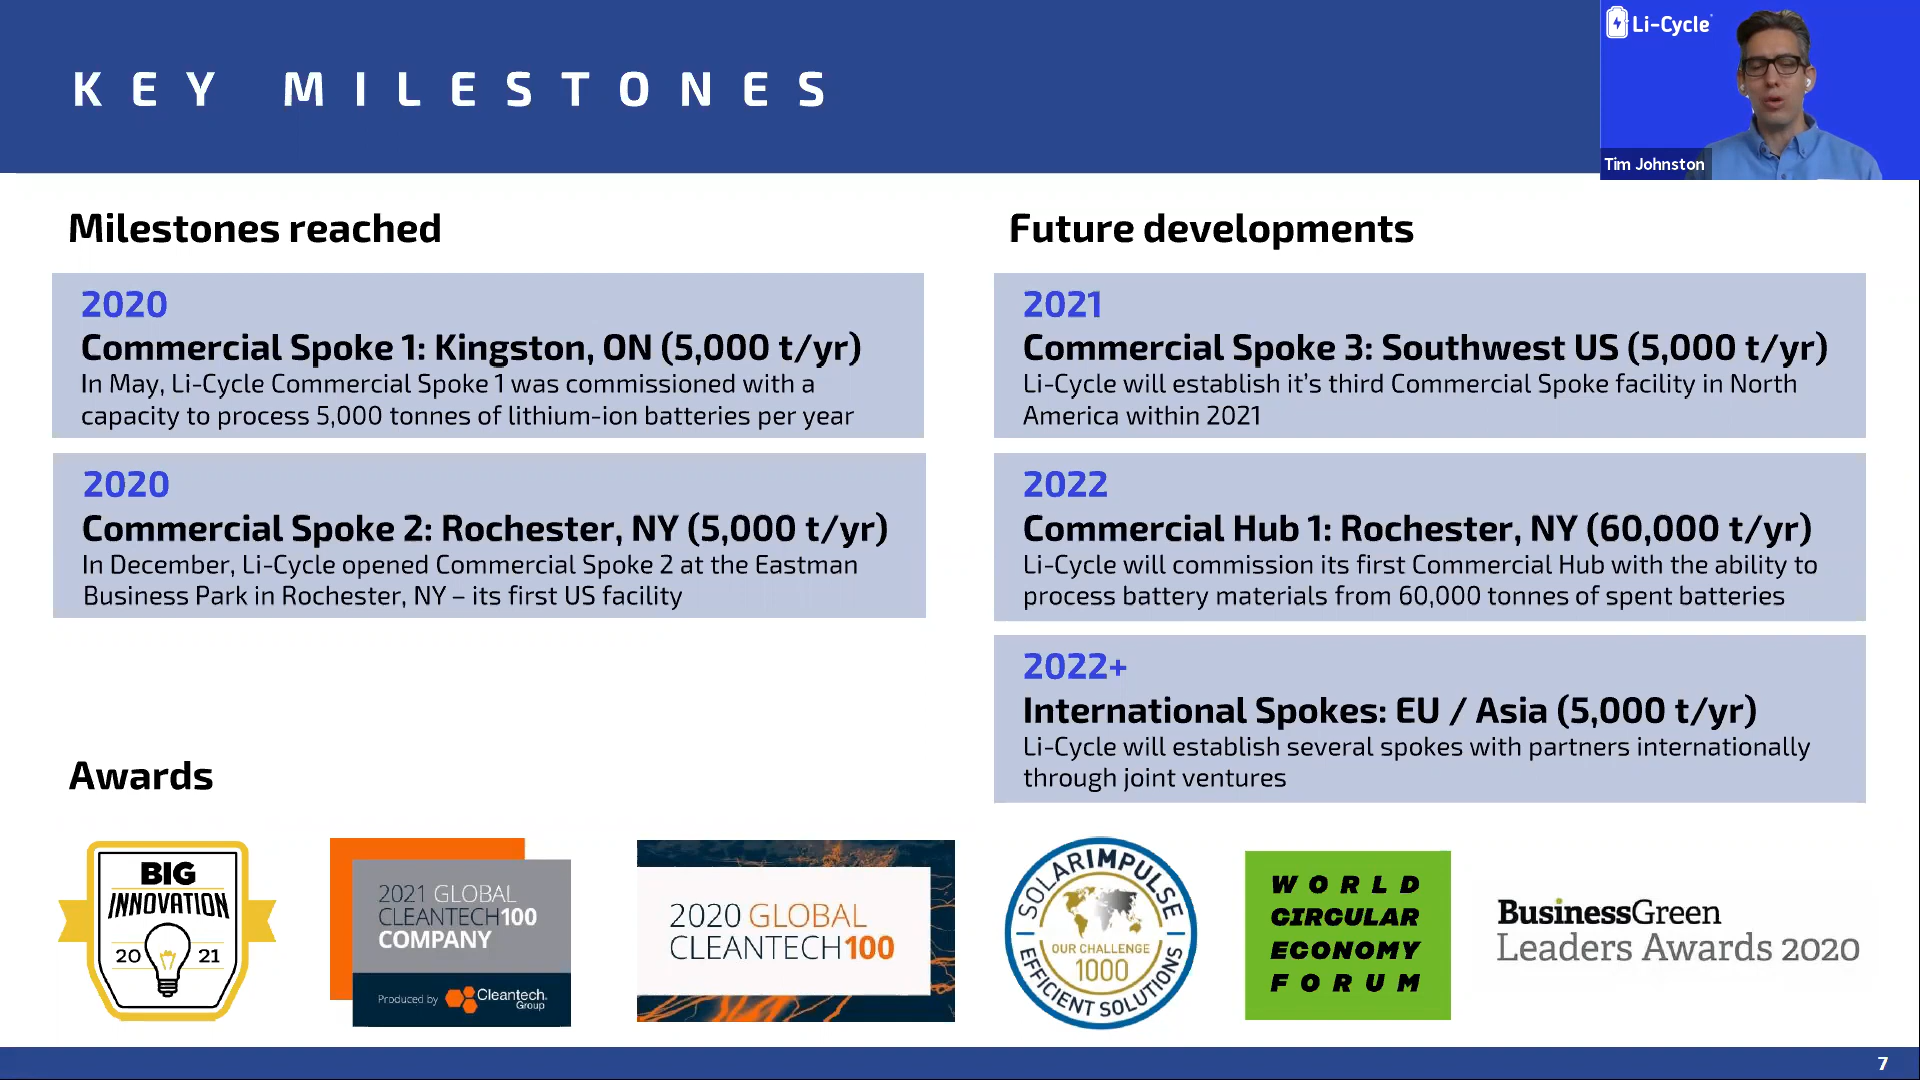 KEY MILESTONES
Li-Cycle
Tim Johnston
Milestones reached
2020
Commercial Spoke 1: Kingston, ON (5,000 t/yr)
In May, Li-Cycle Commercial Spoke 1 was commissioned with a
capacity to process 5,000 tonnes of lithium-ion batteries per year
2020
Commercial Spoke 2: Rochester, NY (5,000 t/yr)
In December, Li-Cycle opened Commercial Spoke 2 at the Eastman
Business Park in Rochester, NY – its first US facility
Future developments
2021
Commercial Spoke 3: Southwest US (5,000 t/yr)
Li-Cycle will establish it’s third Commercial Spoke facility in North
America within 2021
2022
Commercial Hub 1: Rochester, NY (60,000 t/yr)
Li-Cycle will commission its first Commercial Hub with the ability to
process battery materials from 60,000 tonnes of spent batteries
2022+
International Spokes: EU / Asia (5,000 t/yr)
Li-Cycle will establish several spokes with partners internationally
through joint ventures
Awards
BIG
INNOVATION
20 21
2021 GLOBAL
CLEANTECH100
COMPANY
Produced by Cleantech.
Group
2020 GLOBAL
CLEANTECH100
SOLARIMPULSE
OUR CHALLENGE
1000
EFFICIENT SOLUTIONS
WORLD
CIRCULAR
ECONOMY
FORUM
BusinessGreen
Leaders Awards 2020
7